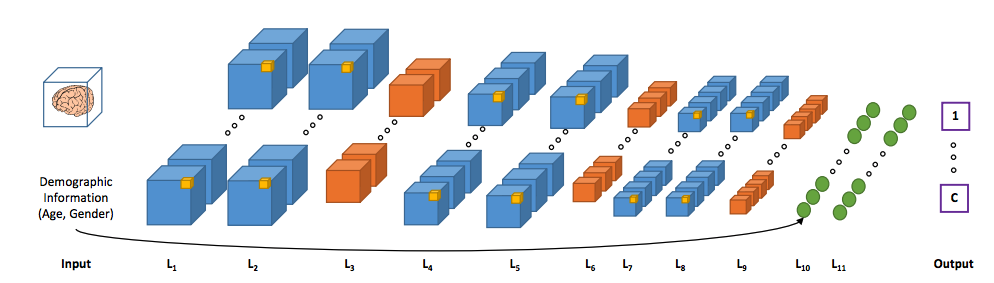 1
Demographic
Information
(Age, Gender)
C
Input L₁ L₂ L₃ L₄ L₅ L₆ L₇ L₈ L₉ L₁₀ L₁₁ Output